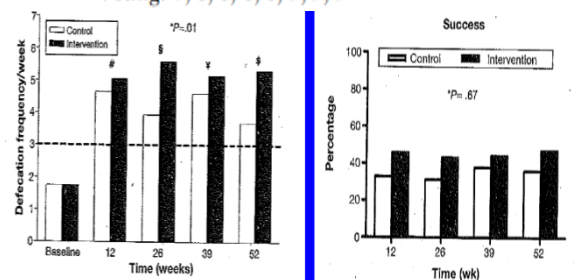 *P=.01
Control
Intervention
Defecation frequency/week
7
6
5
4
3
2
1
0
#
§
¥
$
Baseline
12
26
39
52
Time (weeks)
Success
Control
Intervention
*P= .67
Percentage
100
80
60
40
20
0
12
26
39
52
Time (wk)